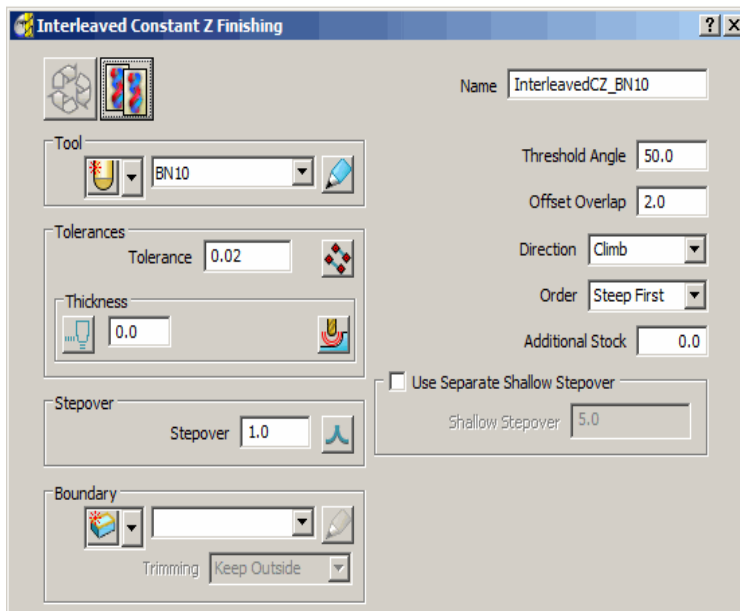 Interleaved Constant Z Finishing
Name InterleavedCZ_BN10
Tool
BN10
Tolerances
Tolerance 0.02
Thickness
0.0
Stepover
Stepover 1.0
Boundary
Trimming Keep Outside
Threshold Angle 50.0
Offset Overlap 2.0
Direction Climb
Order Steep First
Additional Stock 0.0
Use Separate Shallow Stepover
Shallow Stepover 5.0